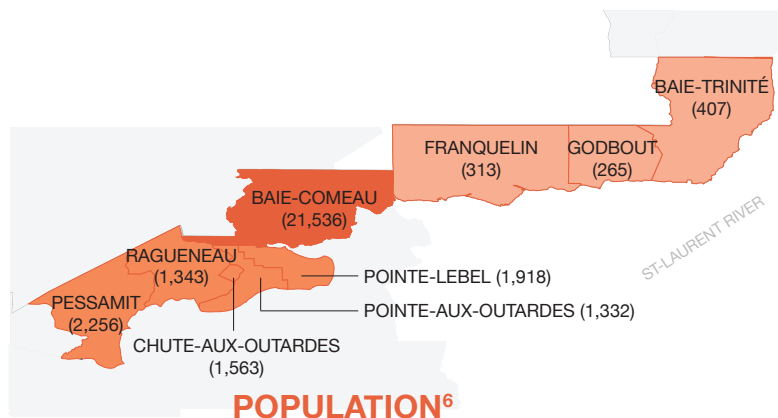 BAIE-TRINITÉ
(407)
FRANQUELIN
(313)
GODBOUT
(265)
BAIE-COMEAU
(21,536)
ST-LAURENT RIVER
RAGUENEAU
(1,343)
POINTE-LEBEL (1,918)
PESSAMIT
(2,256)
POINTE-AUX-OUTARDES (1,332)
CHUTE-AUX-OUTARDES
(1,563)
POPULATION⁶